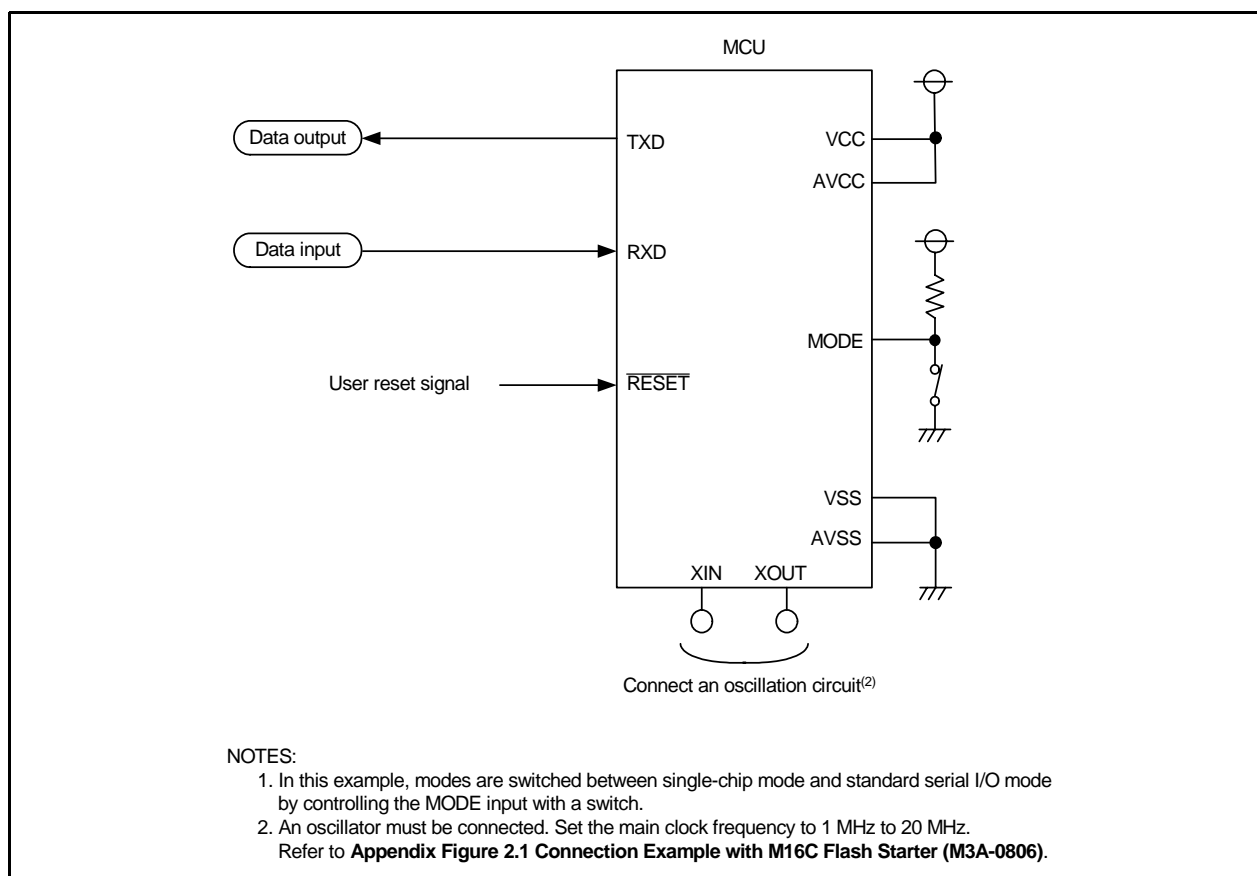 MCU
Data output
TXD
VCC
AVCC
Data input
RXD
MODE
User reset signal
RESET
VSS
AVSS
XIN XOUT
Connect an oscillation circuit(2)
NOTES:
1. In this example, modes are switched between single-chip mode and standard serial I/O mode
by controlling the MODE input with a switch.
2. An oscillator must be connected. Set the main clock frequency to 1 MHz to 20 MHz.
Refer to Appendix Figure 2.1 Connection Example with M16C Flash Starter (M3A-0806).